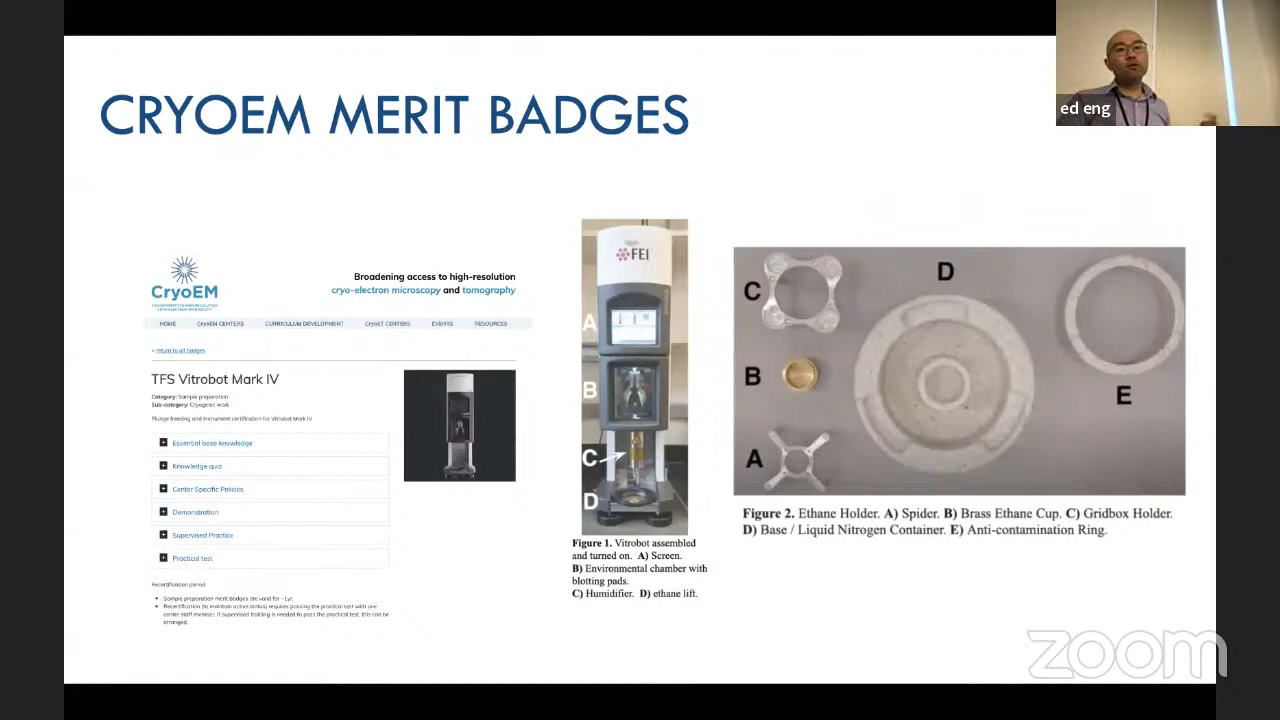 CRYOEM MERIT BADGES
ed eng
CryoEM
Broadening access to high-resolution
cryo-electron microscopy and tomography
HOME CryoEM CENTERS CURRICULUM DEVELOPMENT CryoET CENTERS EVENTS RESOURCES
« return to all badges
TFS Vitrobot Mark IV
Category: Sample preparation
Sub-category: Cryogenic work
Plunge freezing and instrument certification for Vitrobot Mark IV
Essential base knowledge
Knowledge quiz
Center Specific Policies
Demonstration
Supervised Practice
Practical test
Recertification period
Sample preparation merit badges are valid for ~1yr.
Recertification (to maintain active status) requires passing the practical test with one
center staff member. If supervised training is needed to pass the practical test, this can be
arranged.
FEI
A
B
C
D
Figure 1. Vitrobot assembled
and turned on. A) Screen.
B) Environmental chamber with
blotting pads.
C) Humidifier. D) ethane lift.
C
D
B
E
A
Figure 2. Ethane Holder. A) Spider. B) Brass Ethane Cup. C) Gridbox Holder.
D) Base / Liquid Nitrogen Container. E) Anti-contamination Ring.
zoom